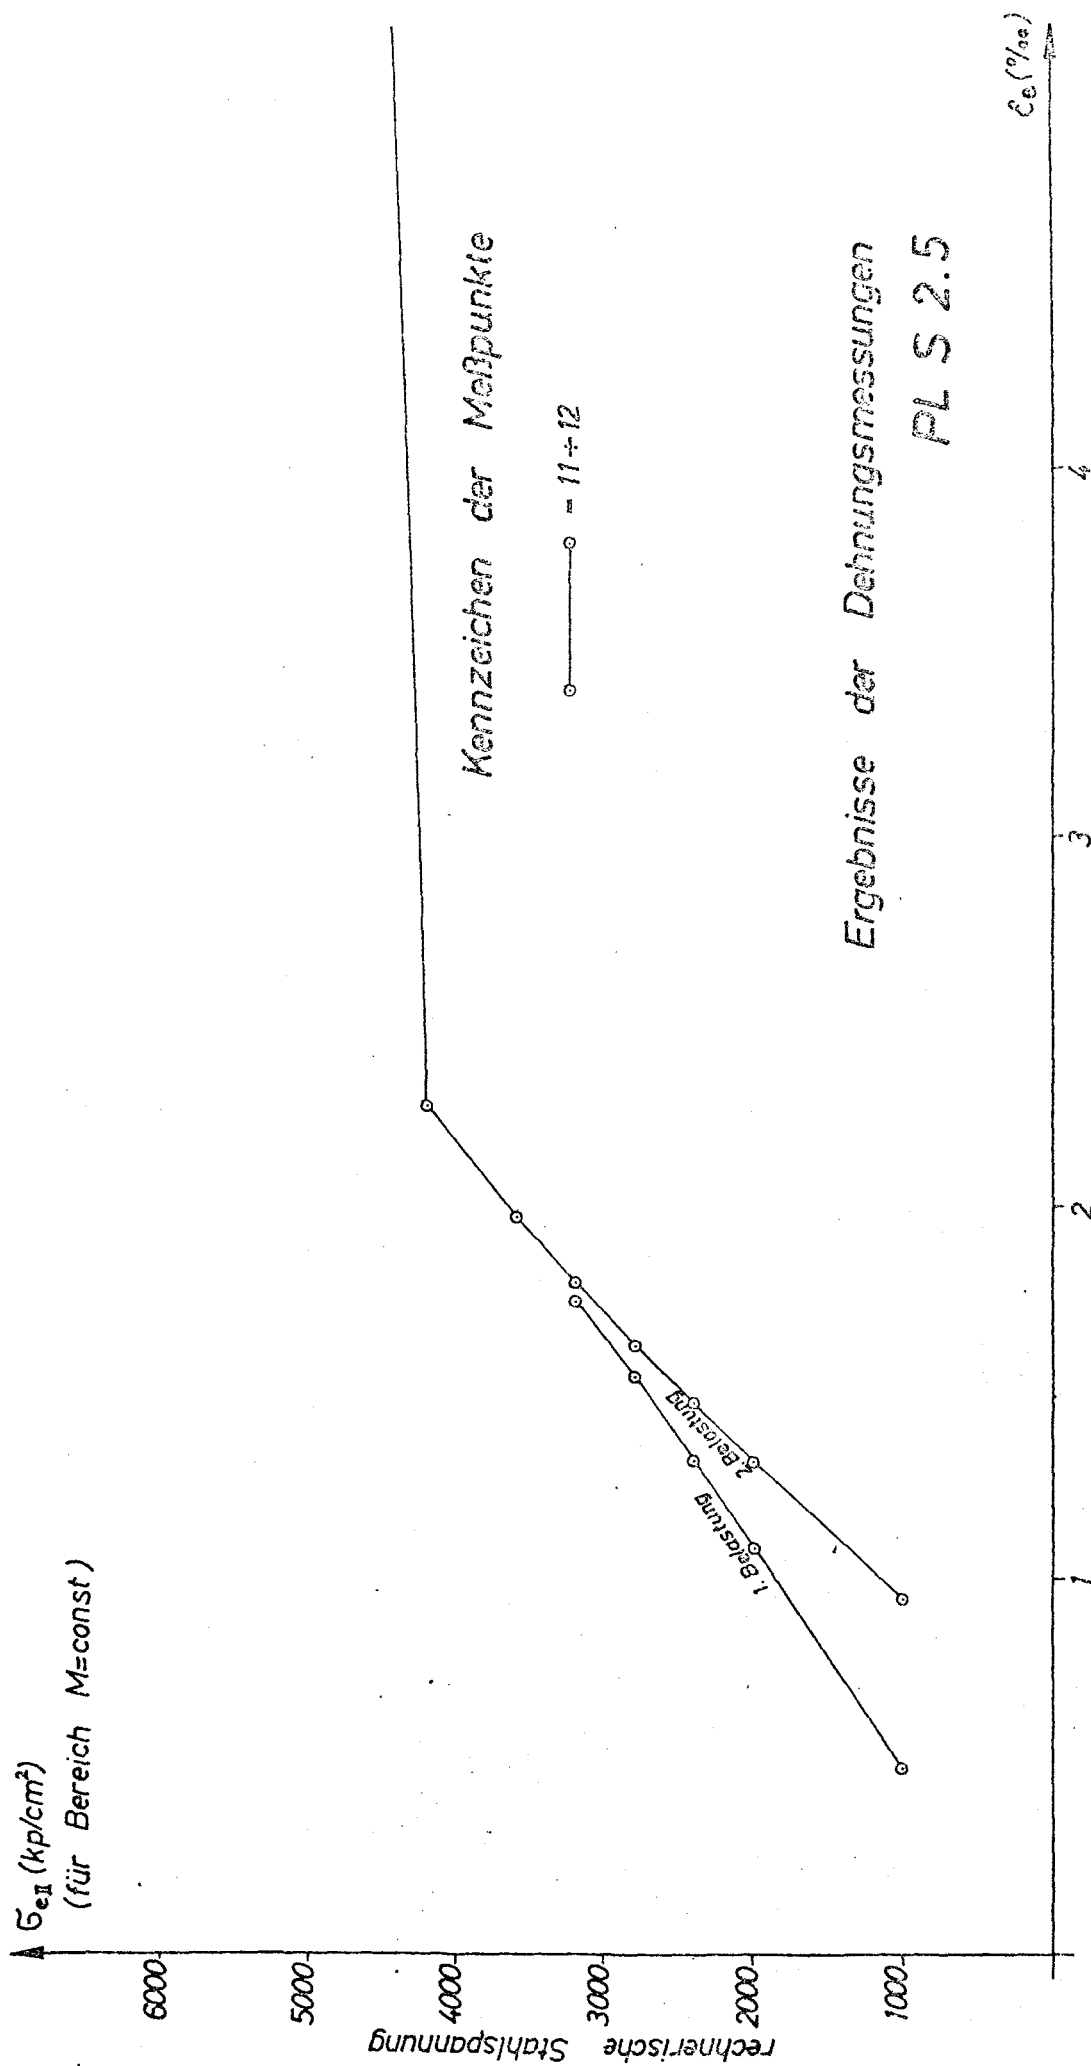 σeII (kp/cm²)
(für Bereich M=const)
6000
5000
4000
3000
2000
1000
rechnerische
Stahlspannung
1. Belastung
2. Belastung
Kennzeichen der Meßpunkte
- 11÷12
Ergebnisse der Dehnungsmessungen
PL S 2.5
1
2
3
4
εe (‰)